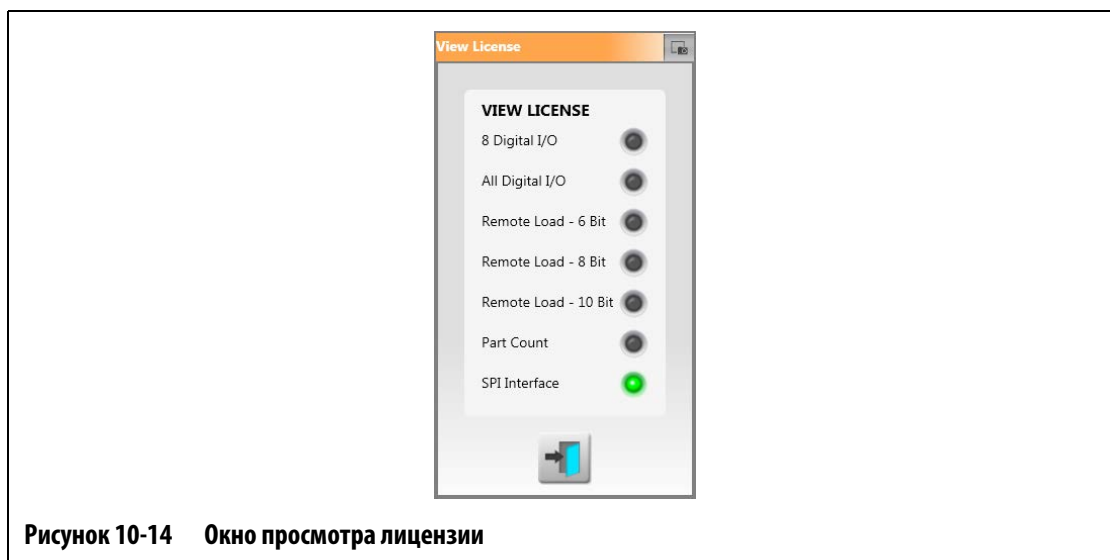 View License
VIEW LICENSE
8 Digital I/O
All Digital I/O
Remote Load - 6 Bit
Remote Load - 8 Bit
Remote Load - 10 Bit
Part Count
SPI Interface
Рисунок 10-14 Окно просмотра лицензии